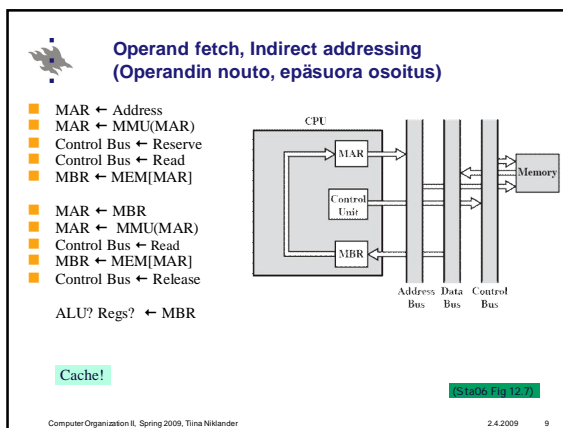 Operand fetch, Indirect addressing
(Operandin nouto, epäsuora osoitus)
MAR ← Address
MAR ← MMU(MAR)
Control Bus ← Reserve
Control Bus ← Read
MBR ← MEM[MAR]
MAR ← MBR
MAR ← MMU(MAR)
Control Bus ← Read
MBR ← MEM[MAR]
Control Bus ← Release
ALU? Regs? ← MBR
Cache!
CPU
MAR
Control
Unit
MBR
Memory
Address Data Control
Bus Bus Bus
(Sta06 Fig 12.7)
Computer Organization II, Spring 2009, Tiina Niklander 2.4.2009 9